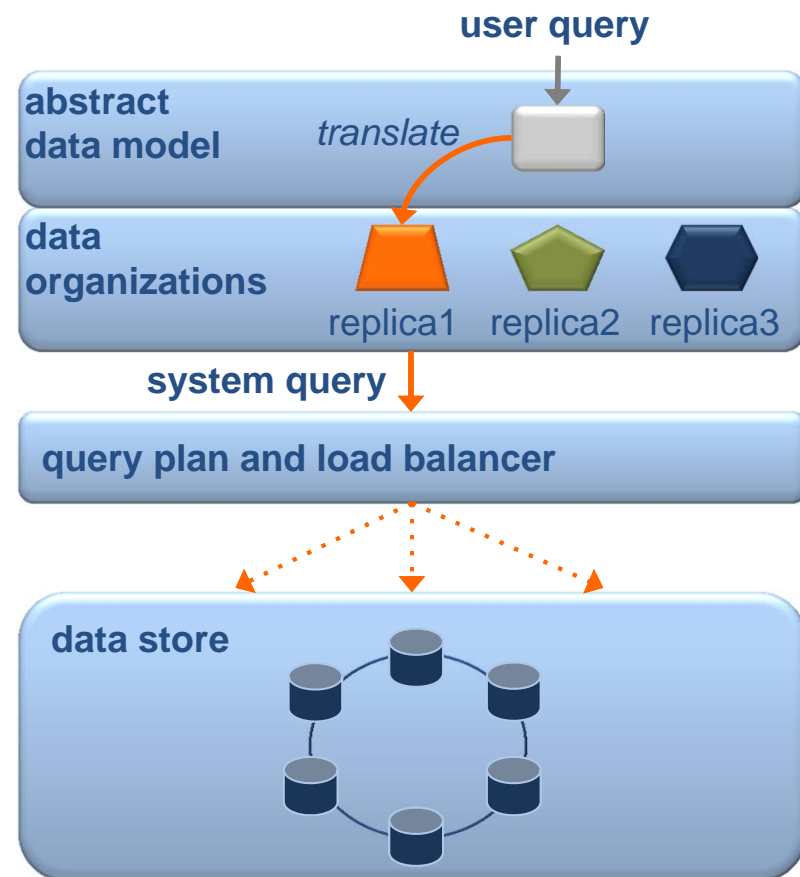 user query
abstract
data model
translate
data
organizations
replica1 replica2 replica3
system query
query plan and load balancer
data store